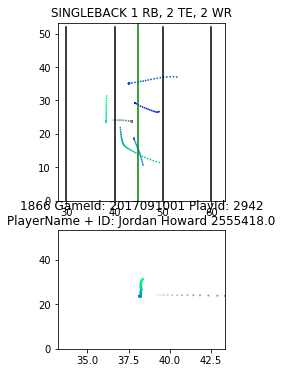 SINGLEBACK 1 RB, 2 TE, 2 WR
50
40
30
20
10
0
30 40 50 60
1866 GameId: 2017091001 PlayId: 2942
PlayerName + ID: Jordan Howard 2555418.0
40
20
0
35.0 37.5 40.0 42.5